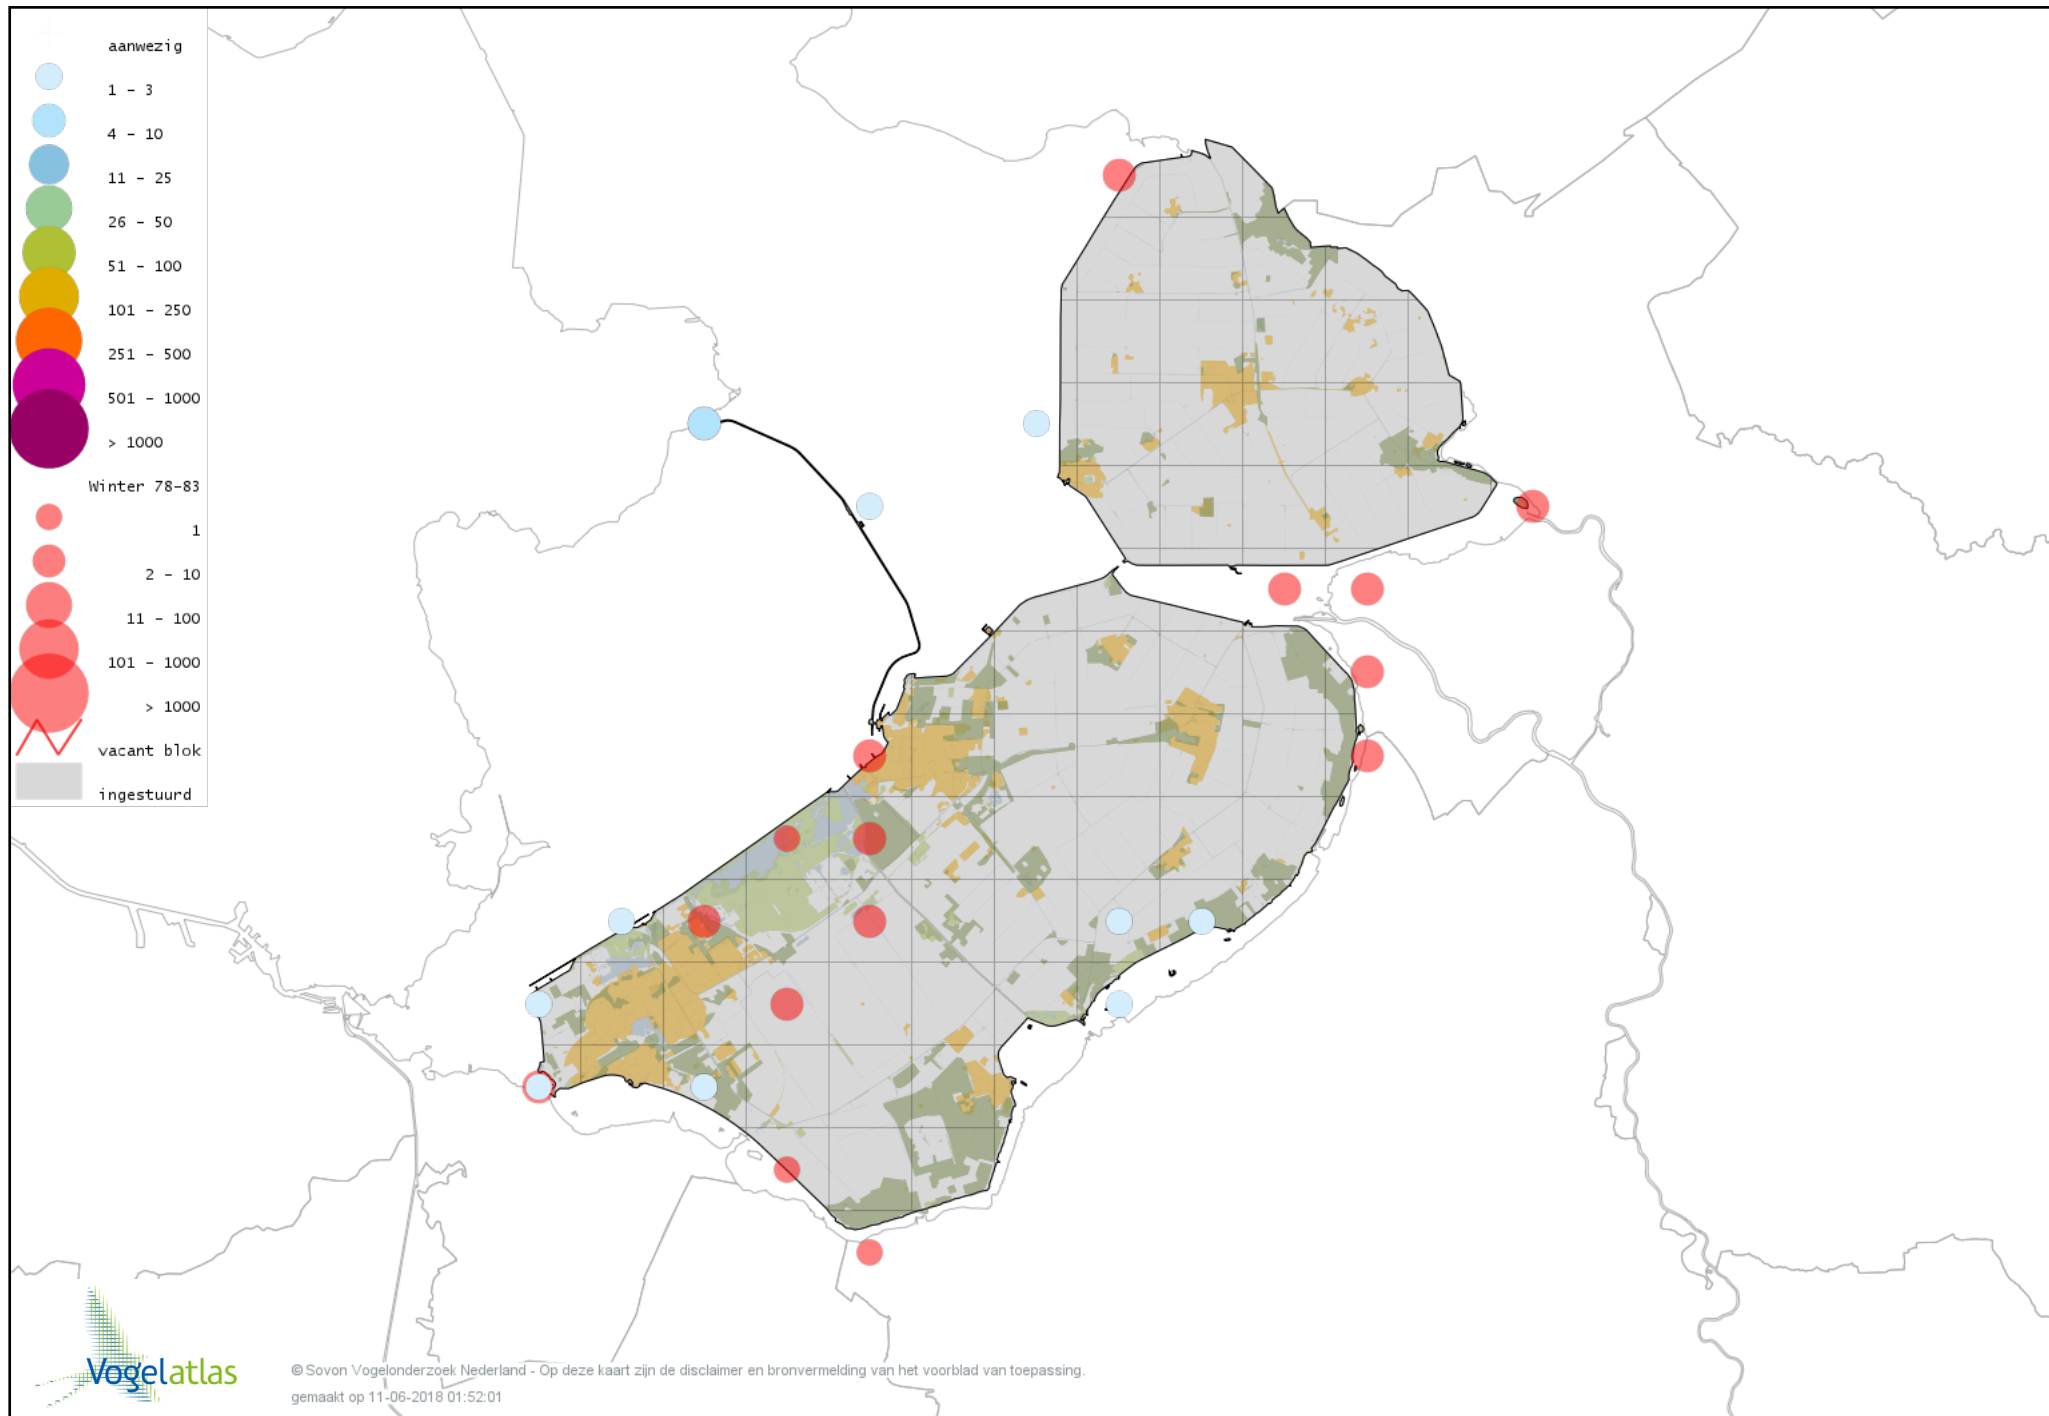 aanwezig
1 - 3
4 - 10
11 - 25
26 - 50
51 - 100
101 - 250
251 - 500
501 - 1000
> 1000
Winter 78-83
1
2 - 10
11 - 100
101 - 1000
> 1000
vacant blok
ingestuurd
Vogelatlas
© Sovon Vogelonderzoek Nederland - Op deze kaart zijn de disclaimer en bronvermelding van het voorblad van toepassing.
gemaakt op 11-06-2018 01:52:01